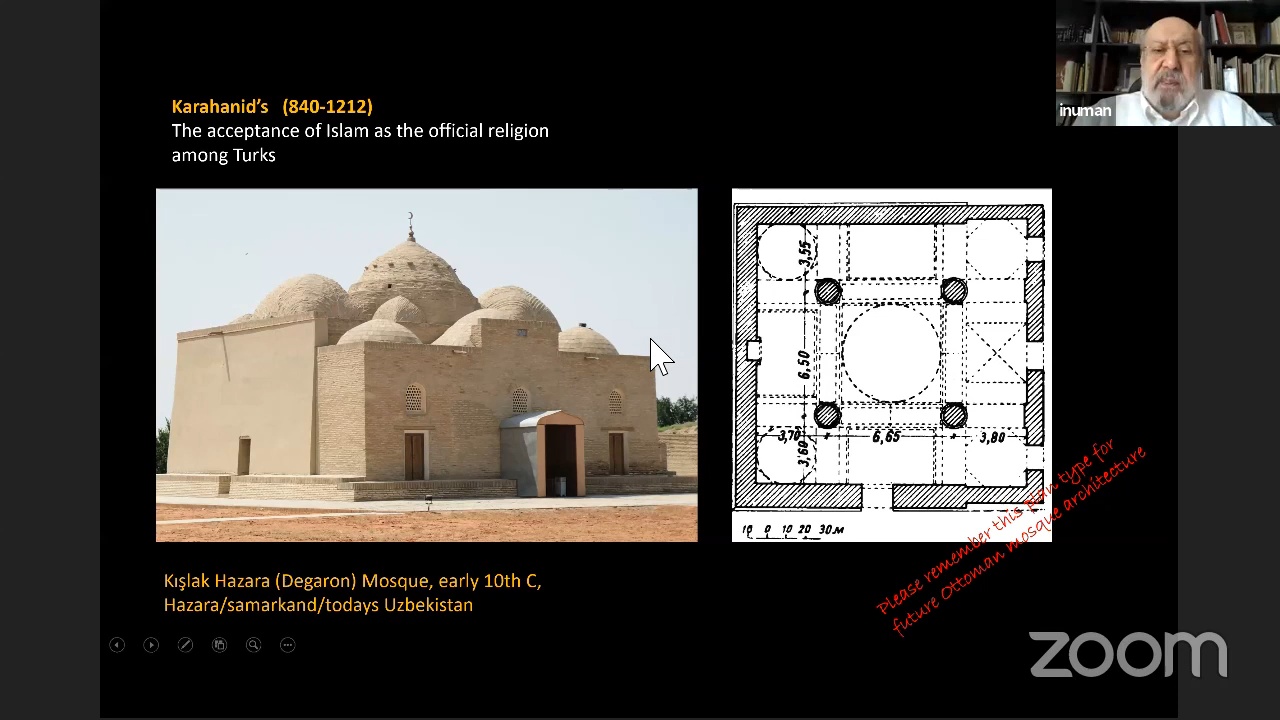 Karahanid's (840-1212)
The acceptance of Islam as the official religion
among Turks
inuman
3,55
6,50
3,70
6,65
3,80
3,60
10 0 10 20 30м
Please remember this plan type for
future Ottoman mosque architecture
Kışlak Hazara (Degaron) Mosque, early 10th C,
Hazara/samarkand/todays Uzbekistan
zoom